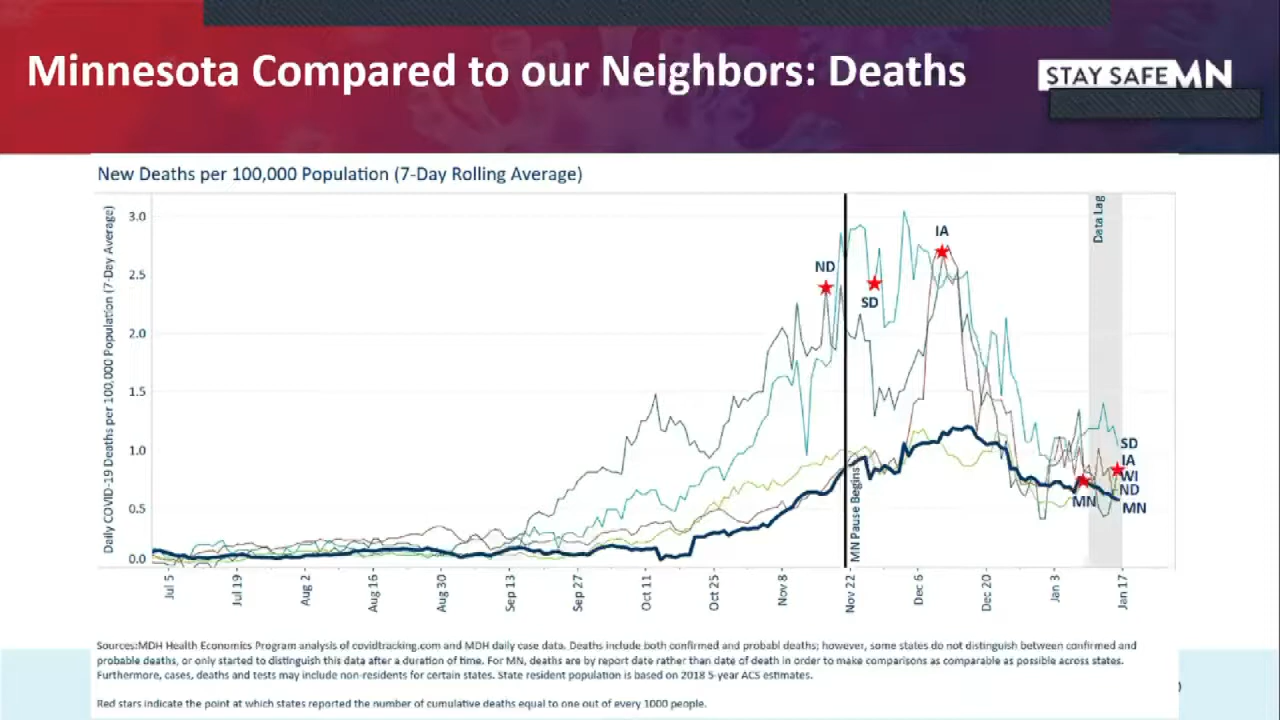 Minnesota Compared to our Neighbors: Deaths
STAY SAFE MN
New Deaths per 100,000 Population (7-Day Rolling Average)
Daily COVID-19 Deaths per 100,000 Population (7-Day Average)
3.0
2.5
2.0
1.5
1.0
0.5
0.0
ND
SD
IA
Data Lag
MN Pause Begins
SD
IA
WI
ND
MN
MN
Jul 5
Jul 19
Aug 2
Aug 16
Aug 30
Sep 13
Sep 27
Oct 11
Oct 25
Nov 8
Nov 22
Dec 6
Dec 20
Jan 3
Jan 17
Sources:MDH Health Economics Program analysis of covidtracking.com and MDH daily case data. Deaths include both confirmed and probabl deaths; however, some states do not distinguish between confirmed and
probable deaths, or only started to distinguish this data after a duration of time. For MN, deaths are by report date rather than date of death in order to make comparisons as comparable as possible across states.
Furthermore, cases, deaths and tests may include non-residents for certain states. State resident population is based on 2018 5-year ACS estimates.
Red stars indicate the point at which states reported the number of cumulative deaths equal to one out of every 1000 people.